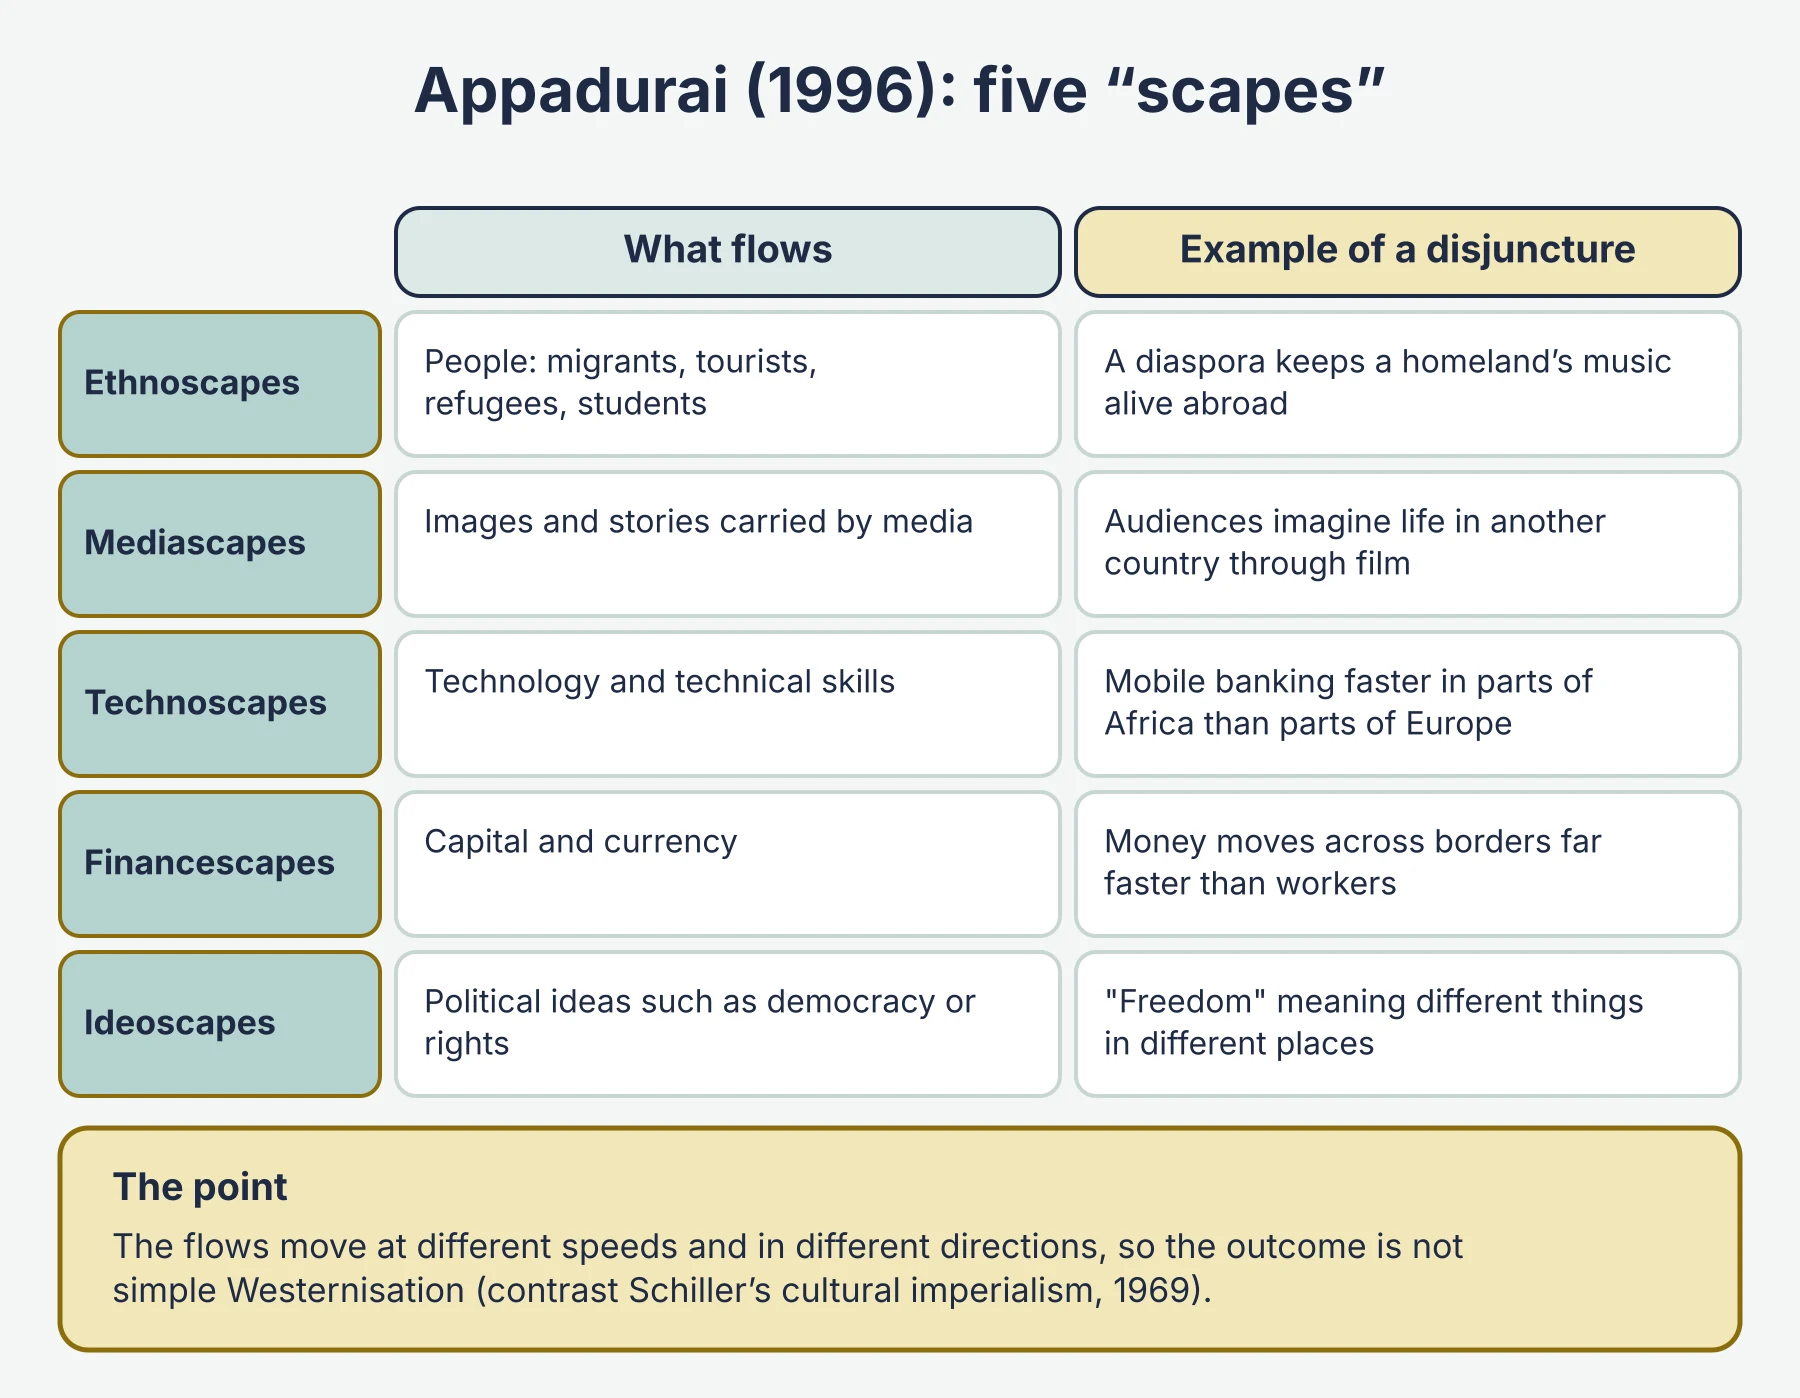 Appadurai (1996): five “scapes”
What flows
Example of a disjuncture
Ethnoscapes
People: migrants, tourists,
refugees, students
A diaspora keeps a homeland’s music
alive abroad
Mediascapes
Images and stories carried by media
Audiences imagine life in another
country through film
Technoscapes
Technology and technical skills
Mobile banking faster in parts of
Africa than parts of Europe
Financescapes
Capital and currency
Money moves across borders far
faster than workers
Ideoscapes
Political ideas such as democracy or
rights
"Freedom" meaning different things
in different places
The point
The flows move at different speeds and in different directions, so the outcome is not
simple Westernisation (contrast Schiller’s cultural imperialism, 1969).